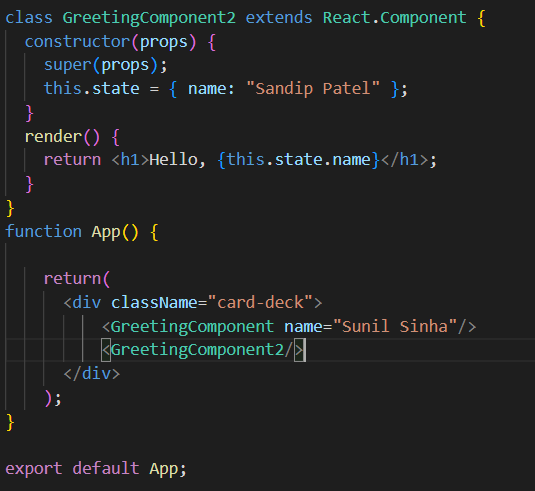 class GreetingComponent2 extends React.Component {
  constructor(props) {
    super(props);
    this.state = { name: "Sandip Patel" };
  }
  render() {
    return <h1>Hello, {this.state.name}</h1>;
  }
}
function App() {

    return(
      <div className="card-deck">
          <GreetingComponent name="Sunil Sinha"/>
          <GreetingComponent2/>
      </div>
    );
}

export default App;